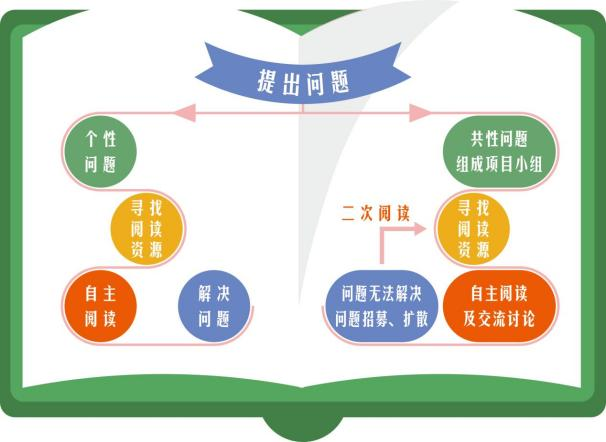 提出问题
个性
问题
寻找
阅读
资源
自主
阅读
解决
问题
共性问题
组成项目小组
二次阅读
寻找
阅读
资源
自主阅读
及交流讨论
问题无法解决
问题招募、扩散